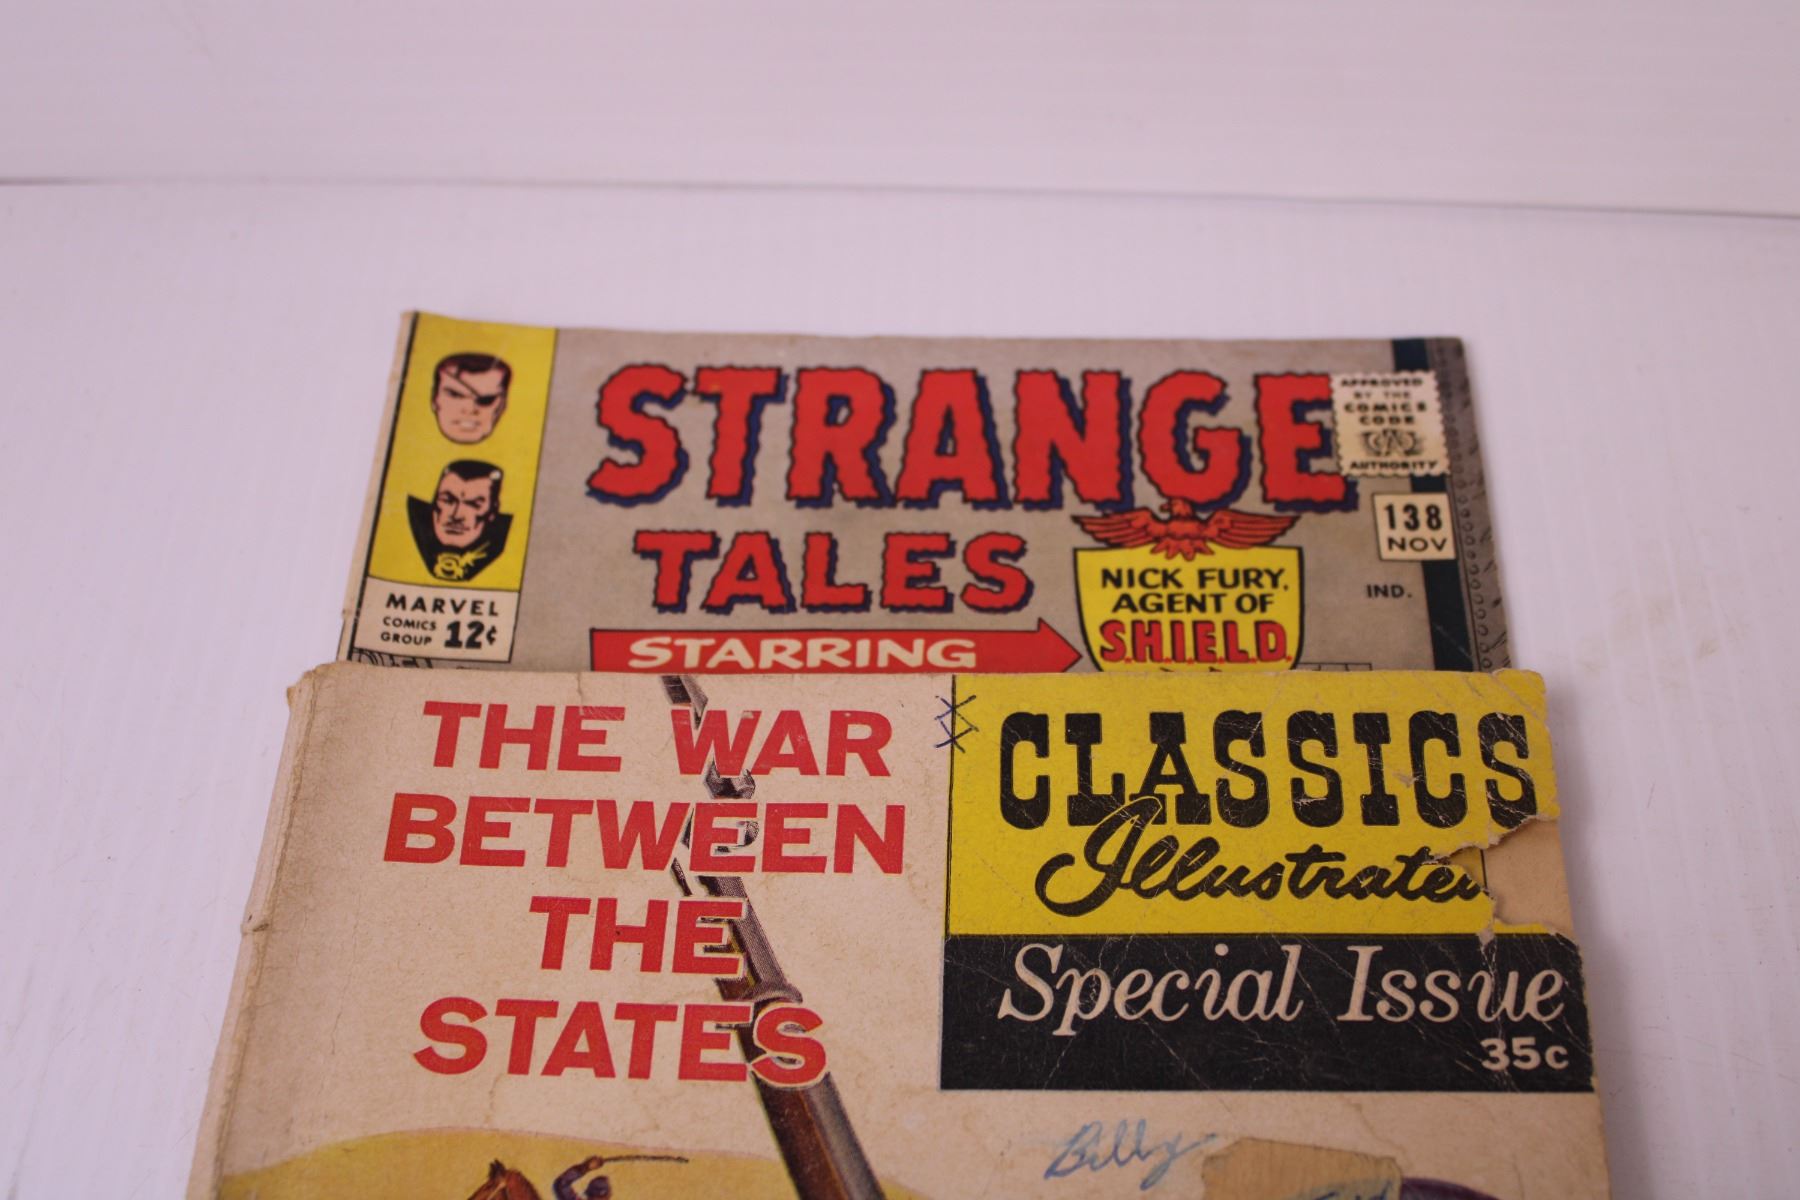 STRANGE
TALES
APPROVED
BY THE
COMICS
CODE
AUTHORITY
138
NOV
IND.
MARVEL
COMICS
GROUP 12¢
NICK FURY,
AGENT OF
S.H.I.E.L.D.
STARRING
THE WAR
BETWEEN
THE
STATES
CLASSICS
Illustrated
Special Issue
35c
Billy